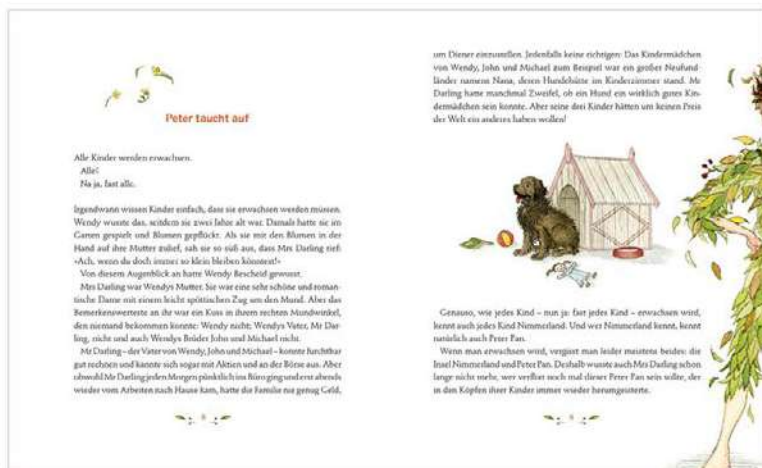 Peter taucht auf
Alle Kinder werden erwachsen.
Alle?
Na ja, fast alle.
Irgendwann wissen Kinder einfach, dass sie erwachsen werden müssen.
Wendy wusste das, seitdem sie zwei Jahre alt war. Damals hatte sie im
Garten gespielt und Blumen gepflückt. Als sie mit den Blumen in der
Hand auf ihre Mutter zulief, sah sie so süß aus, dass Mrs Darling rief:
»Ach, wenn du doch immer so klein bleiben könntest!«
Von diesem Augenblick an hatte Wendy Bescheid gewusst.
Mrs Darling war Wendys Mutter. Sie war eine sehr schöne und roman-
tische Dame mit einem leicht spöttischen Zug um den Mund. Aber das
Bemerkenswerteste an ihr war ein Kuss in ihrem rechten Mundwinkel,
den niemand bekommen konnte: Wendy nicht; Wendys Vater, Mr Dar-
ling, nicht und auch Wendys Brüder John und Michael nicht.
Mr Darling – der Vater von Wendy, John und Michael – konnte furchtbar
gut rechnen und kannte sich sogar mit Aktien und an der Börse aus. Aber
obwohl Mr Darling jeden Morgen pünktlich ins Büro ging und erst abends
wieder vom Arbeiten nach Hause kam, hatte die Familie nie genug Geld,
um Diener einzustellen. Jedenfalls keine richtigen: Das Kindermädchen
von Wendy, John und Michael zum Beispiel war ein großer Neufund-
länder namens Nana, deren Hundehütte im Kinderzimmer stand. Mr
Darling hatte manchmal Zweifel, ob ein Hund ein wirklich gutes Kin-
dermädchen sein konnte. Aber seine drei Kinder hätten um keinen Preis
der Welt ein anderes haben wollen!
Genauso, wie jedes Kind – nun ja: fast jedes Kind – erwachsen wird,
kennt auch jedes Kind Nimmerland. Und wer Nimmerland kennt, kennt
natürlich auch Peter Pan.
Wenn man erwachsen wird, vergisst man leider meistens beides: die
Insel Nimmerland und Peter Pan. Deshalb wusste auch Mrs Darling schon
lange nicht mehr, wer verflixt noch mal dieser Peter Pan sein sollte, der
in den Köpfen ihrer Kinder immer wieder herumgeisterte.